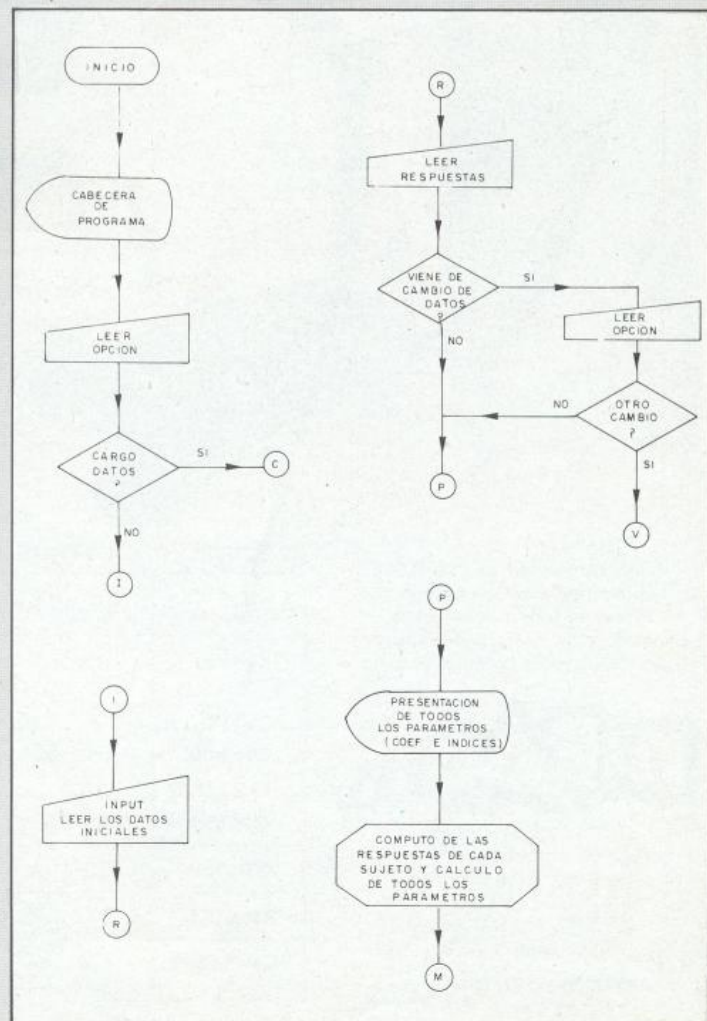 INICIO
CABECERA
DE
PROGRAMA
LEER
OPCION
CARGO
DATOS
?
SI
C
NO
I
I
INPUT
LEER LOS DATOS
INICIALES
R
R
LEER
RESPUESTAS
VIENE DE
CAMBIO DE
DATOS
?
SI
LEER
OPCION
NO
NO
OTRO
CAMBIO
?
P
SI
V
P
PRESENTACION
DE TODOS
LOS PARAMETROS
(COEF. E INDICES)
COMPUTO DE LAS
RESPUESTAS DE CADA
SUJETO Y CALCULO
DE TODOS LOS
PARAMETROS
M